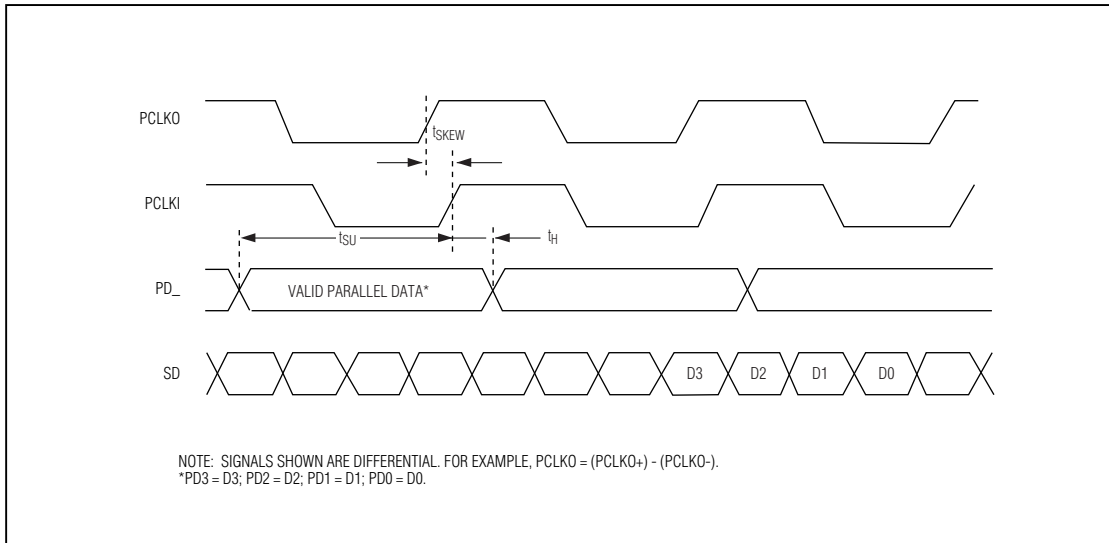 PCLKO
tSKEW
PCLKI
tSU
tH
PD_
VALID PARALLEL DATA*
SD
D3 D2 D1 D0
NOTE: SIGNALS SHOWN ARE DIFFERENTIAL. FOR EXAMPLE, PCLKO = (PCLKO+) - (PCLKO-).
*PD3 = D3; PD2 = D2; PD1 = D1; PD0 = D0.